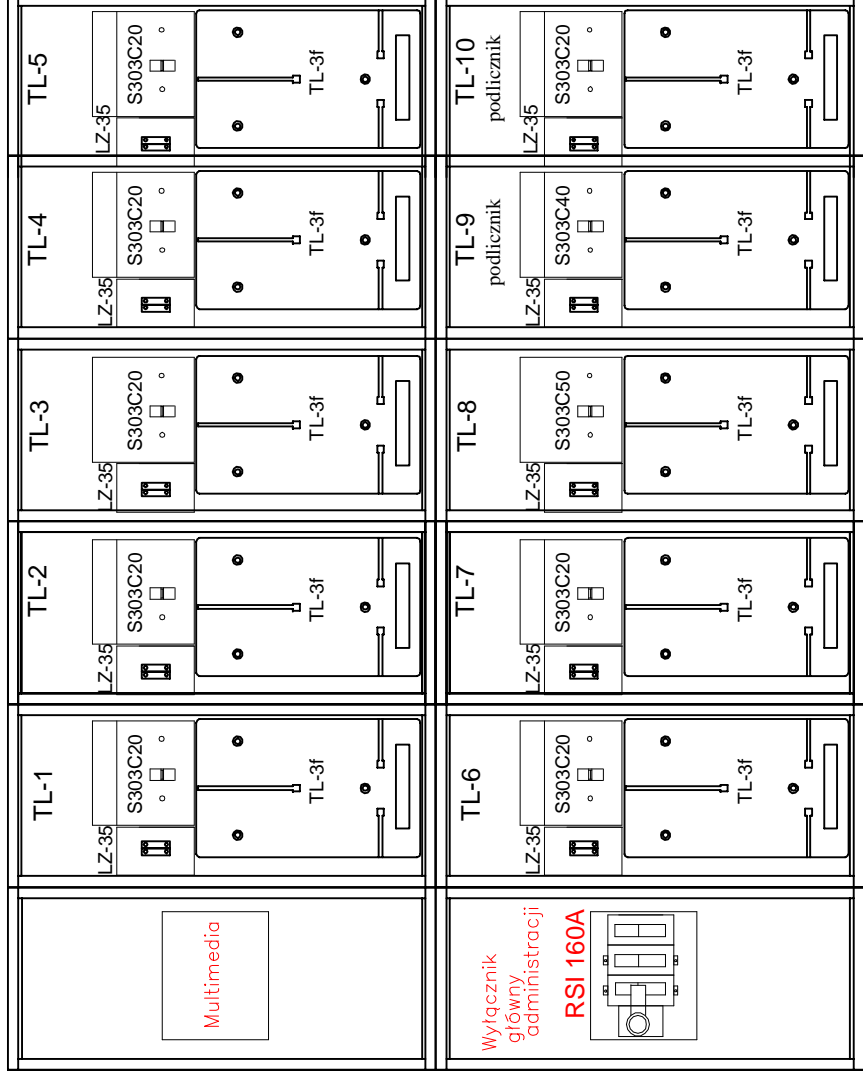 Multimedia
TL-1
LZ-35
S303C20
TL-3f
TL-2
LZ-35
S303C20
TL-3f
TL-3
LZ-35
S303C20
TL-3f
TL-4
LZ-35
S303C20
TL-3f
TL-5
LZ-35
S303C20
TL-3f
Wyłącznik
główny
administracji
RSI 160A
TL-6
LZ-35
S303C20
TL-3f
TL-7
LZ-35
S303C20
TL-3f
TL-8
LZ-35
S303C50
TL-3f
TL-9
podlicznik
LZ-35
S303C40
TL-3f
TL-10
podlicznik
LZ-35
S303C20
TL-3f